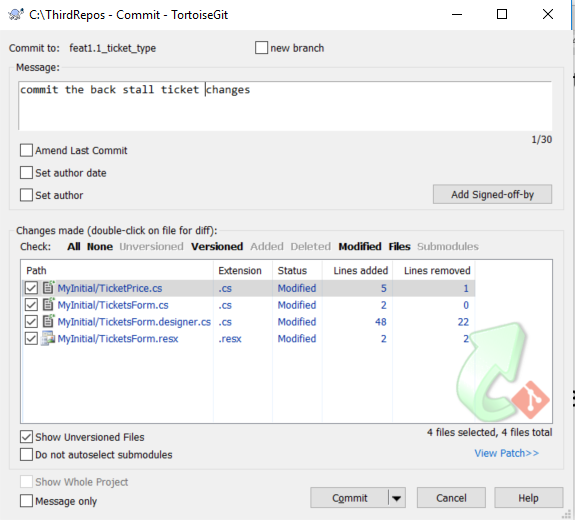 C:\ThirdRepos - Commit - TortoiseGit
Commit to: feat1.1_ticket_type new branch
Message:
commit the back stall ticket changes
1/30
Amend Last Commit
Set author date
Set author Add Signed-off-by
Changes made (double-click on file for diff):
Check: All None Unversioned Versioned Added Deleted Modified Files Submodules
Path Extension Status Lines added Lines removed
MyInitial/TicketPrice.cs .cs Modified 5 1
MyInitial/TicketsForm.cs .cs Modified 2 0
MyInitial/TicketsForm.designer.cs .cs Modified 48 22
MyInitial/TicketsForm.resx .resx Modified 2 2
Show Unversioned Files 4 files selected, 4 files total
Do not autoselect submodules View Patch>>
Show Whole Project
Message only Commit Cancel Help